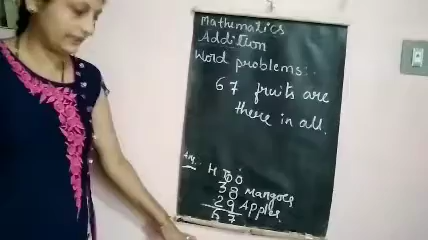 Mathematics
Addition
Word problems:-
67 fruits are
there in all.
Ans:- H T O
38 Mangoes
29 Apples
67